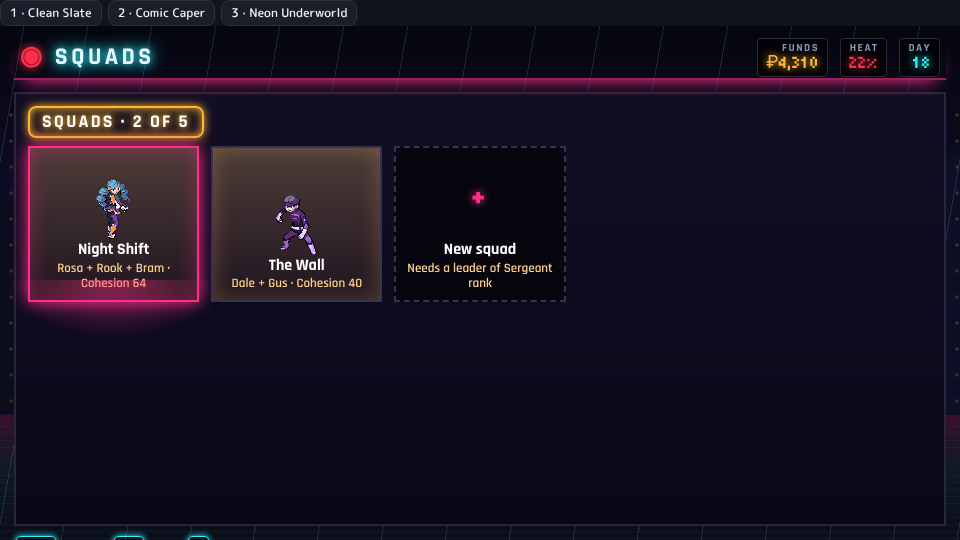 1 · Clean Slate
2 · Comic Caper
3 · Neon Underworld
SQUADS
FUNDS
₽4,310
HEAT
22%
DAY
18
SQUADS · 2 OF 5
Night Shift
Rosa + Rook + Bram ·
Cohesion 64
The Wall
Dale + Gus · Cohesion 40
+
New squad
Needs a leader of Sergeant
rank